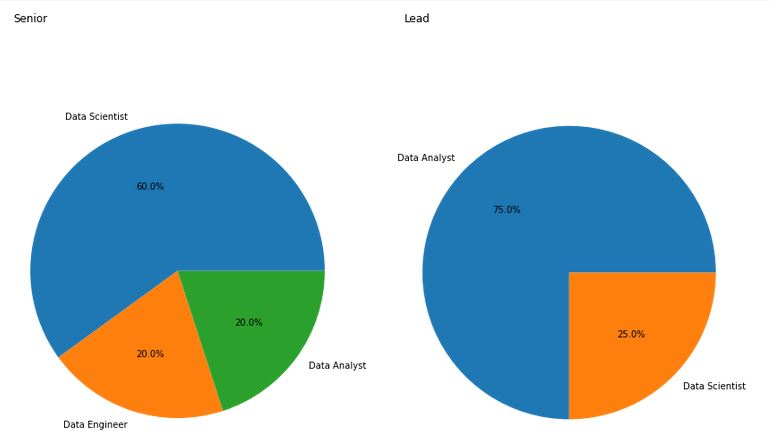 Senior
Data Scientist
60.0%
20.0%
20.0%
Data Analyst
Data Engineer
Lead
Data Analyst
75.0%
25.0%
Data Scientist